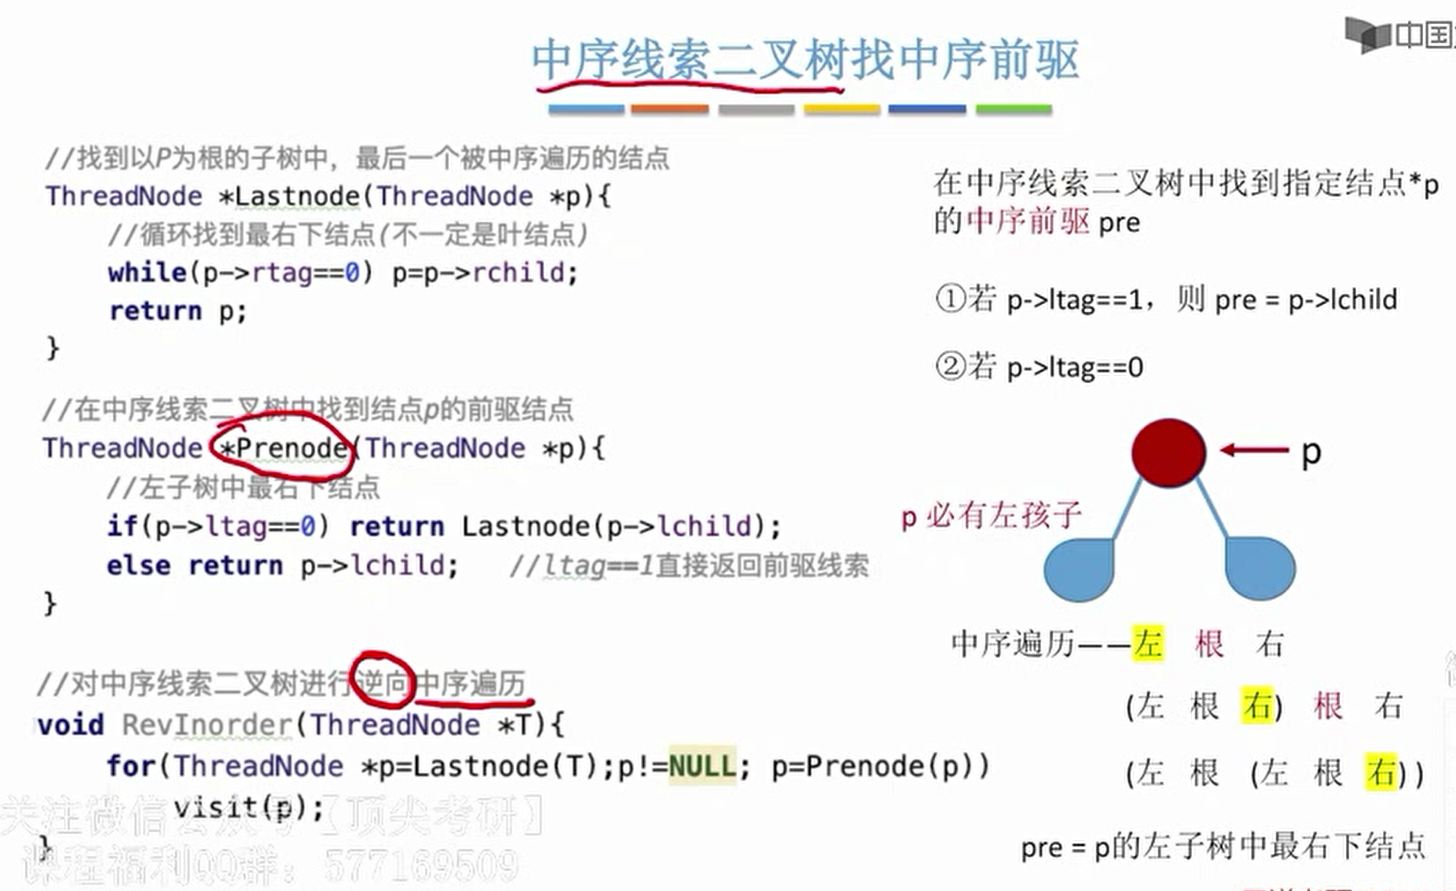 中国
中序线索二叉树找中序前驱
//找到以P为根的子树中，最后一个被中序遍历的结点
ThreadNode *Lastnode(ThreadNode *p){
//循环找到最右下结点(不一定是叶结点)
while(p->rtag==0) p=p->rchild;
return p;
}
//在中序线索二叉树中找到结点p的前驱结点
ThreadNode *Prenode(ThreadNode *p){
//左子树中最右下结点
if(p->ltag==0) return Lastnode(p->lchild);
else return p->lchild; //ltag==1直接返回前驱线索
}
//对中序线索二叉树进行逆向中序遍历
void RevInorder(ThreadNode *T){
for(ThreadNode *p=Lastnode(T);p!=NULL; p=Prenode(p))
visit(p);
}
关注微信公众号【顶尖考研】
课程福利QQ群：577169509
在中序线索二叉树中找到指定结点*p
的中序前驱 pre
①若 p->ltag==1，则 pre = p->lchild
②若 p->ltag==0
p
p 必有左孩子
中序遍历——左 根 右
(左 根 右) 根 右
(左 根 (左 根 右))
pre = p的左子树中最右下结点